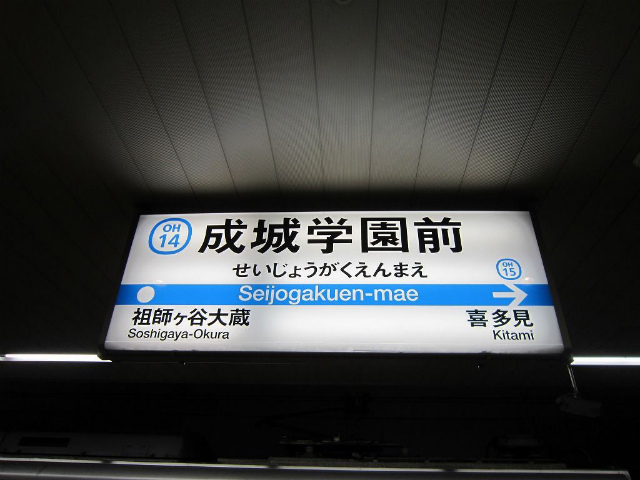 OH
14
成城学園前
せいじょうがくえんまえ
OH
15
Seijogakuen-mae
祖師ヶ谷大蔵
Soshigaya-Okura
喜多見
Kitami